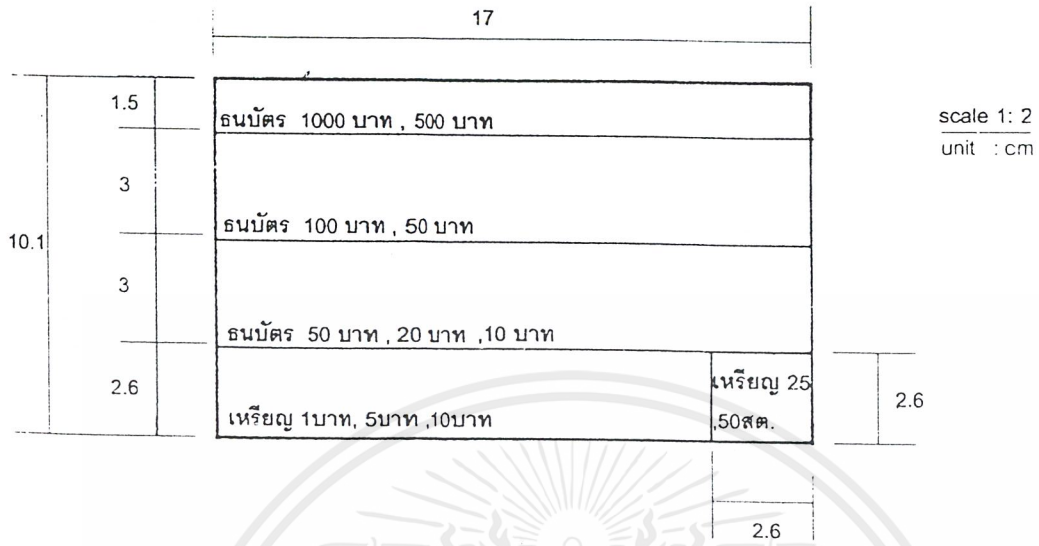 17
1.5
ธนบัตร 1000 บาท , 500 บาท
scale 1: 2
unit : cm
3
ธนบัตร 100 บาท , 50 บาท
10.1
3
ธนบัตร 50 บาท , 20 บาท ,10 บาท
2.6
เหรียญ 1บาท, 5บาท ,10บาท
เหรียญ 25
,50สต.
2.6
2.6